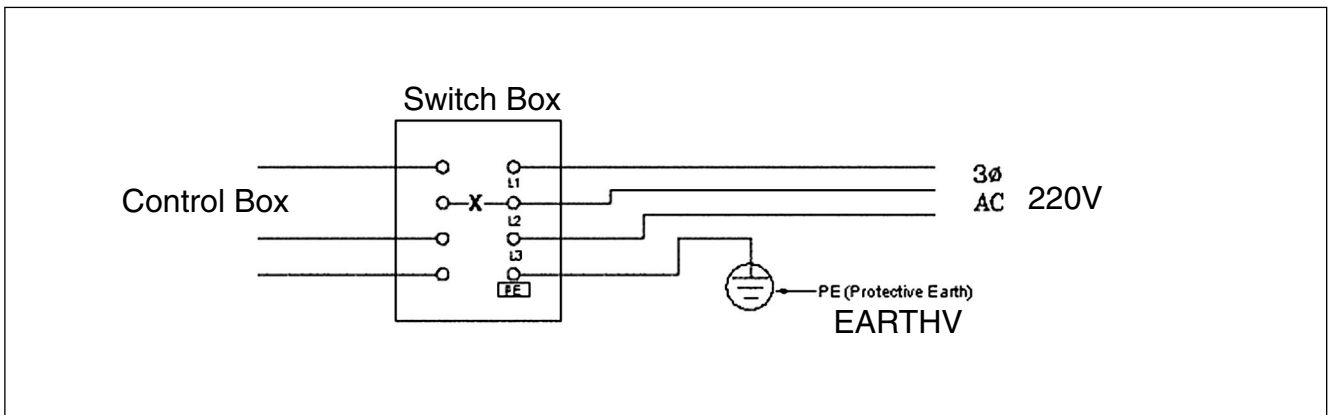 Switch Box
Control Box
L1
X
L2
L3
PE
3ø
AC 220V
PE (Protective Earth)
EARTHV